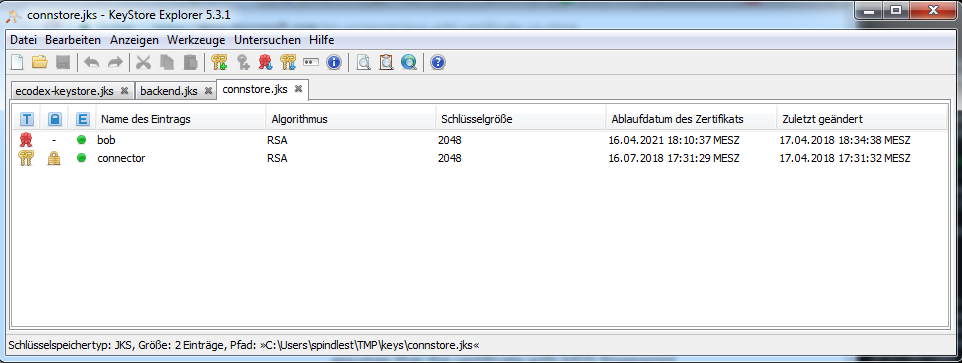 connstore.jks - KeyStore Explorer 5.3.1
Datei Bearbeiten Anzeigen Werkzeuge Untersuchen Hilfe
ecodex-keystore.jks backend.jks connstore.jks
T E Name des Eintrags Algorithmus Schlüsselgröße Ablaufdatum des Zertifikats Zuletzt geändert
- bob RSA 2048 16.04.2021 18:10:37 MESZ 17.04.2018 18:34:38 MESZ
connector RSA 2048 16.07.2018 17:31:29 MESZ 17.04.2018 17:31:32 MESZ
Schlüsselspeichertyp: JKS, Größe: 2 Einträge, Pfad: »C:\Users\spindlest\TMP\keys\connstore.jks«